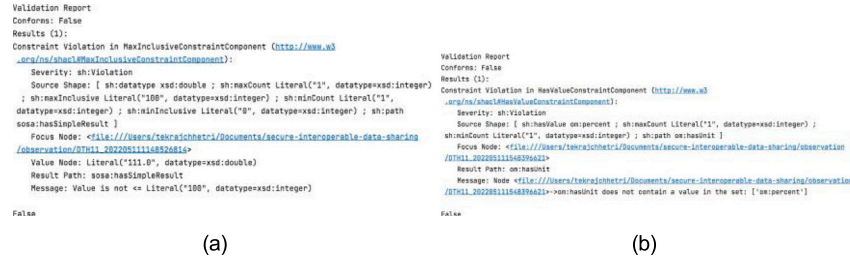 Validation Report
Conforms: False
Results (1):
Constraint Violation in MaxInclusiveConstraintComponent (http://www.w3
.org/ns/shacl#MaxInclusiveConstraintComponent):
Severity: sh:Violation
Source Shape: [ sh:datatype xsd:double ; sh:maxCount Literal("1", datatype=xsd:integer)
; sh:maxInclusive Literal("100", datatype=xsd:integer) ; sh:minCount Literal("1",
datatype=xsd:integer) ; sh:minInclusive Literal("0", datatype=xsd:integer) ; sh:path
sosa:hasSimpleResult ]
Focus Node: <file:///Users/tekrajchhetri/Documents/secure-interoperable-data-sharing
/observation/DTH11_202205111148526814>
Value Node: Literal("111.0", datatype=xsd:double)
Result Path: sosa:hasSimpleResult
Message: Value is not <= Literal("100", datatype=xsd:integer)
False
(a)
Validation Report
Conforms: False
Results (1):
Constraint Violation in HasValueConstraintComponent (http://www.w3
.org/ns/shacl#HasValueConstraintComponent):
Severity: sh:Violation
Source Shape: [ sh:hasValue om:percent ; sh:maxCount Literal("1", datatype=xsd:integer) ;
sh:minCount Literal("1", datatype=xsd:integer) ; sh:path om:hasUnit ]
Focus Node: <file:///Users/tekrajchhetri/Documents/secure-interoperable-data-sharing/observation
/DTH11_202205111548396621>
Result Path: om:hasUnit
Message: Node <file:///Users/tekrajchhetri/Documents/secure-interoperable-data-sharing/observation
/DTH11_202205111548396621>->om:hasUnit does not contain a value in the set: ['om:percent']
False
(b)